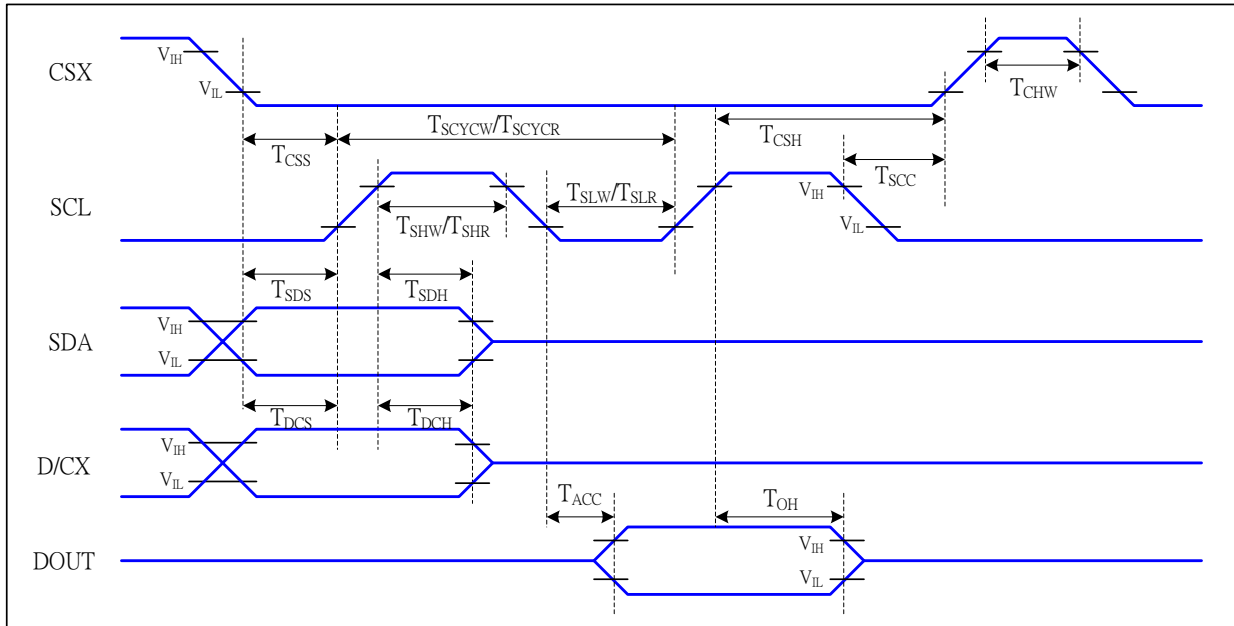 CSX
VIH
VIL
TCHW
TCSS
TSCYCW/TSCYCR
TCSH
TSCC
SCL
TSHW/TSHR
TSLW/TSLR
VIH
VIL
TSDS
TSDH
SDA
VIH
VIL
TDCS
TDCH
D/CX
VIH
VIL
TACC
TOH
DOUT
VIH
VIL